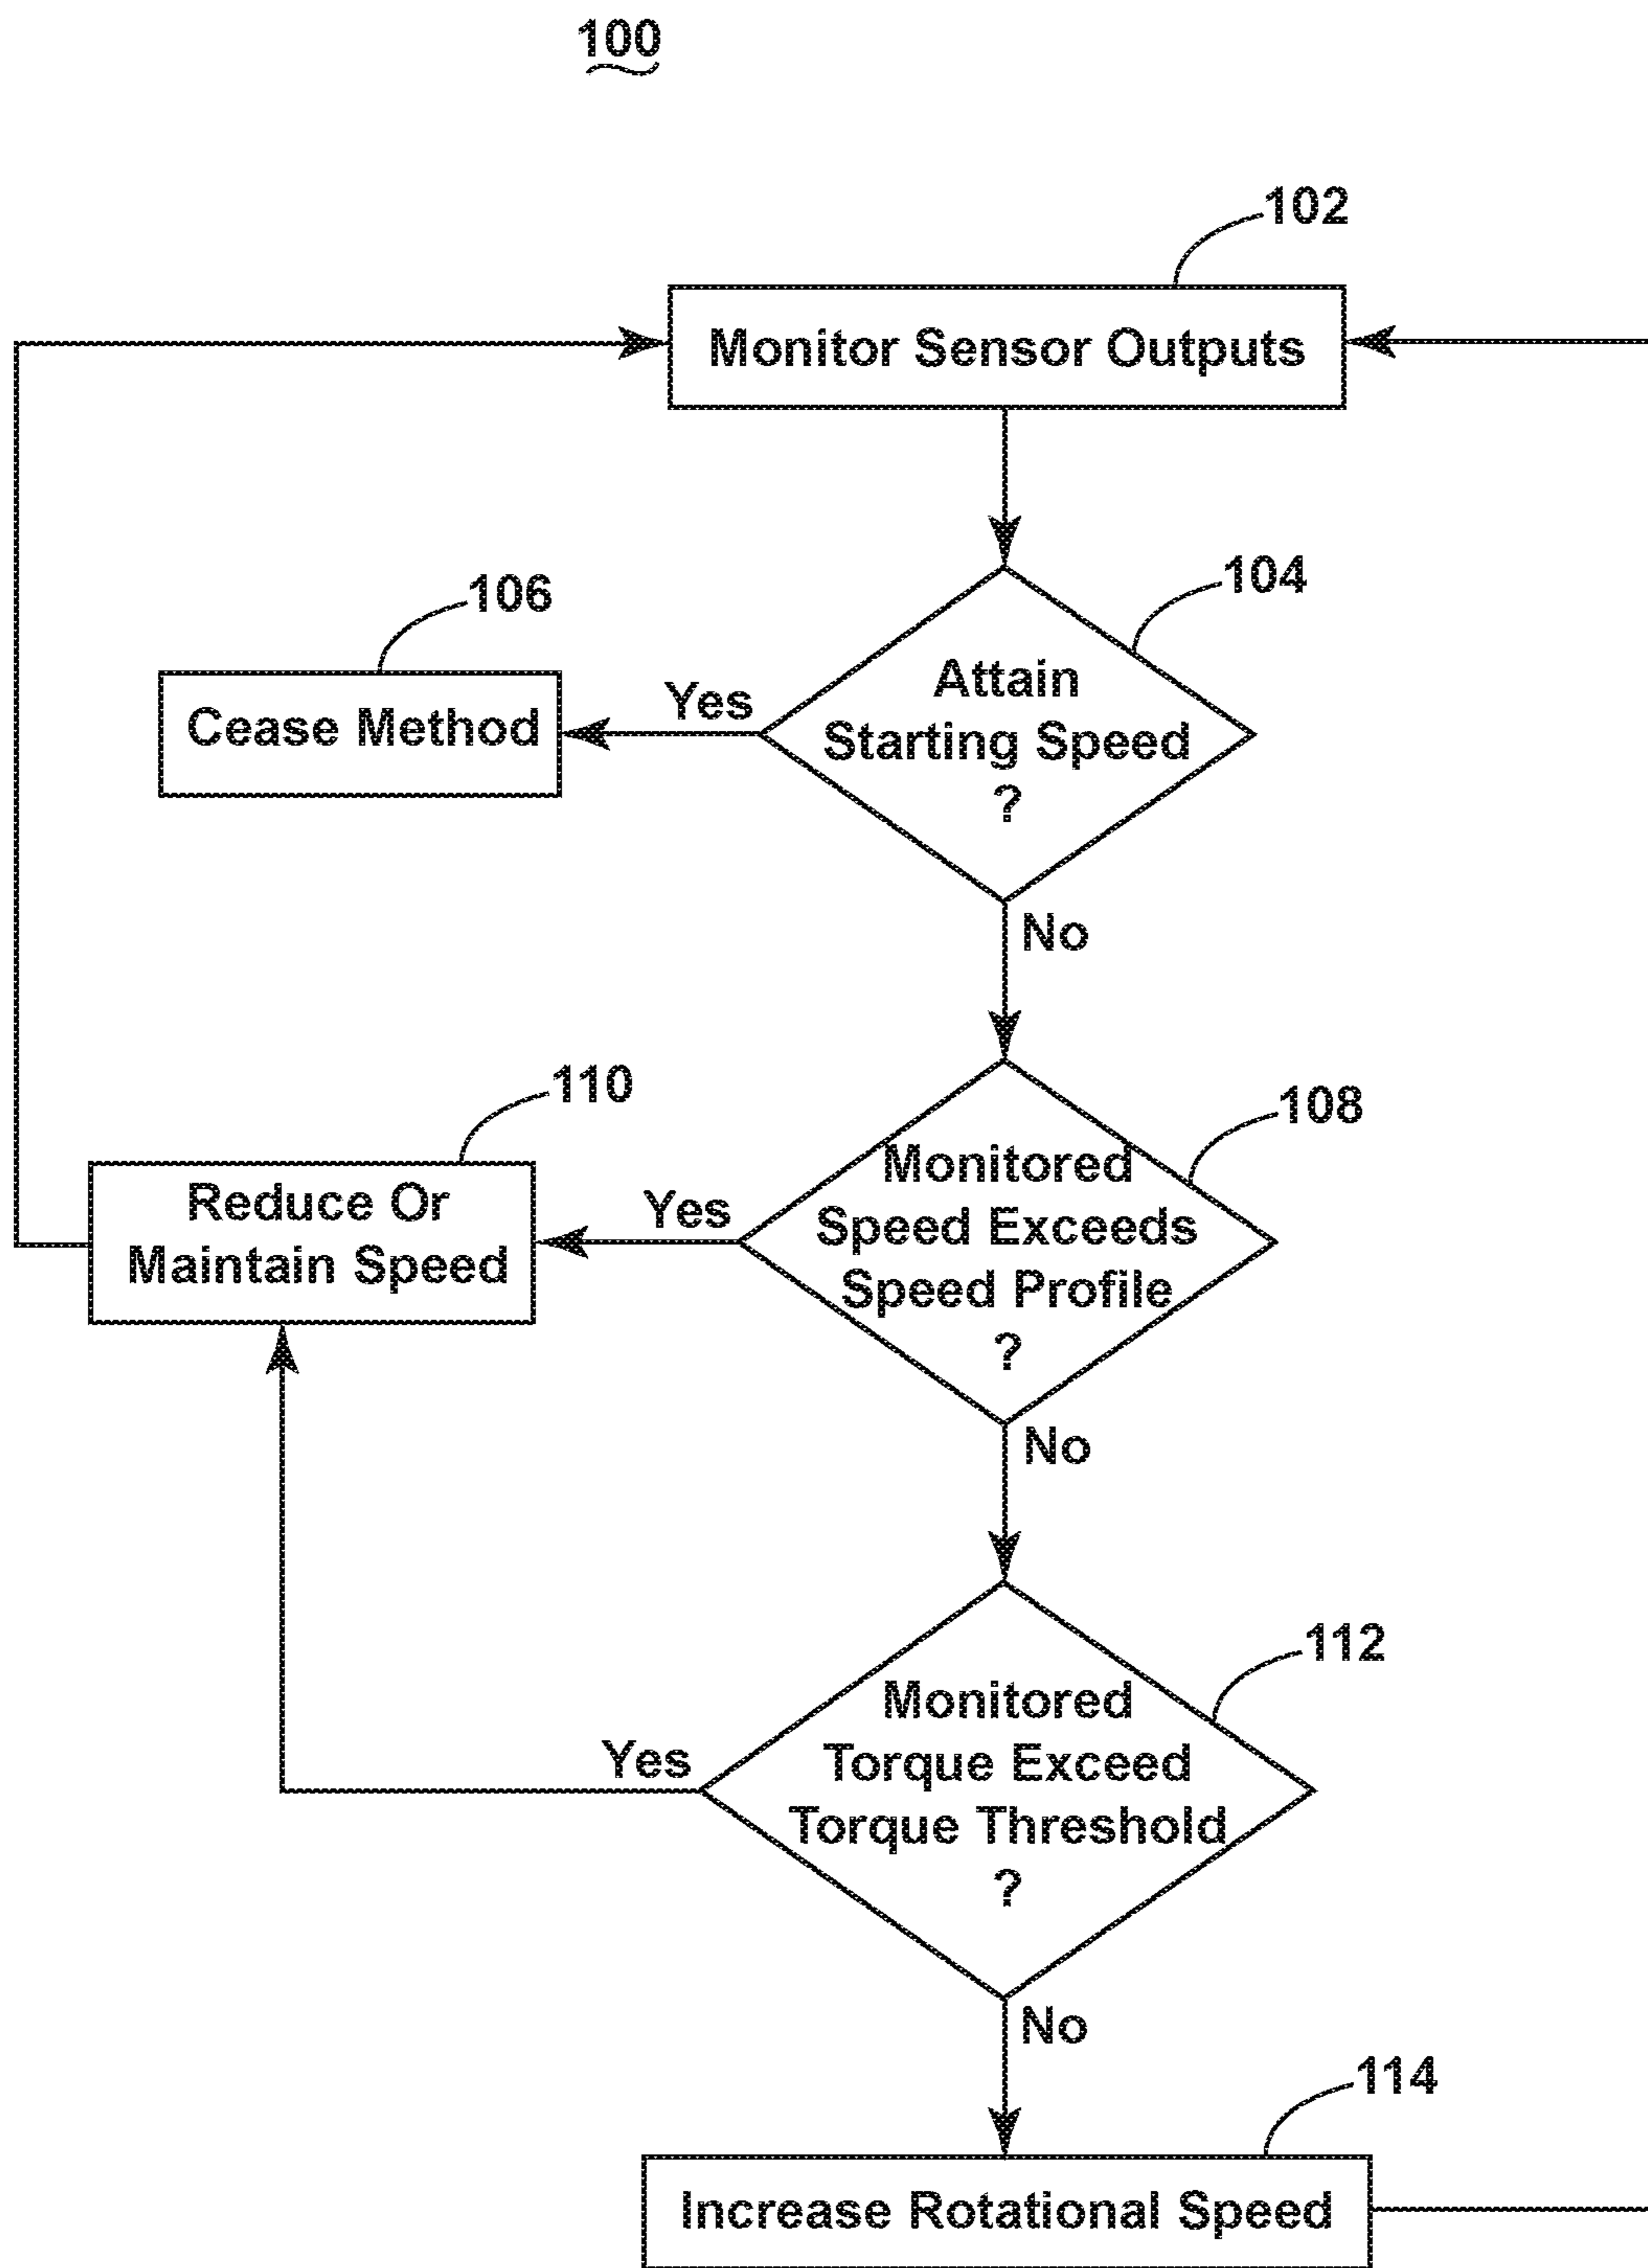 100
102
Monitor Sensor Outputs
104
106
Attain
Starting Speed
?
Yes
Cease Method
No
110
108
Monitored
Speed Exceeds
Speed Profile
?
Yes
Reduce Or
Maintain Speed
No
112
Monitored
Torque Exceed
Torque Threshold
?
Yes
No
114
Increase Rotational Speed